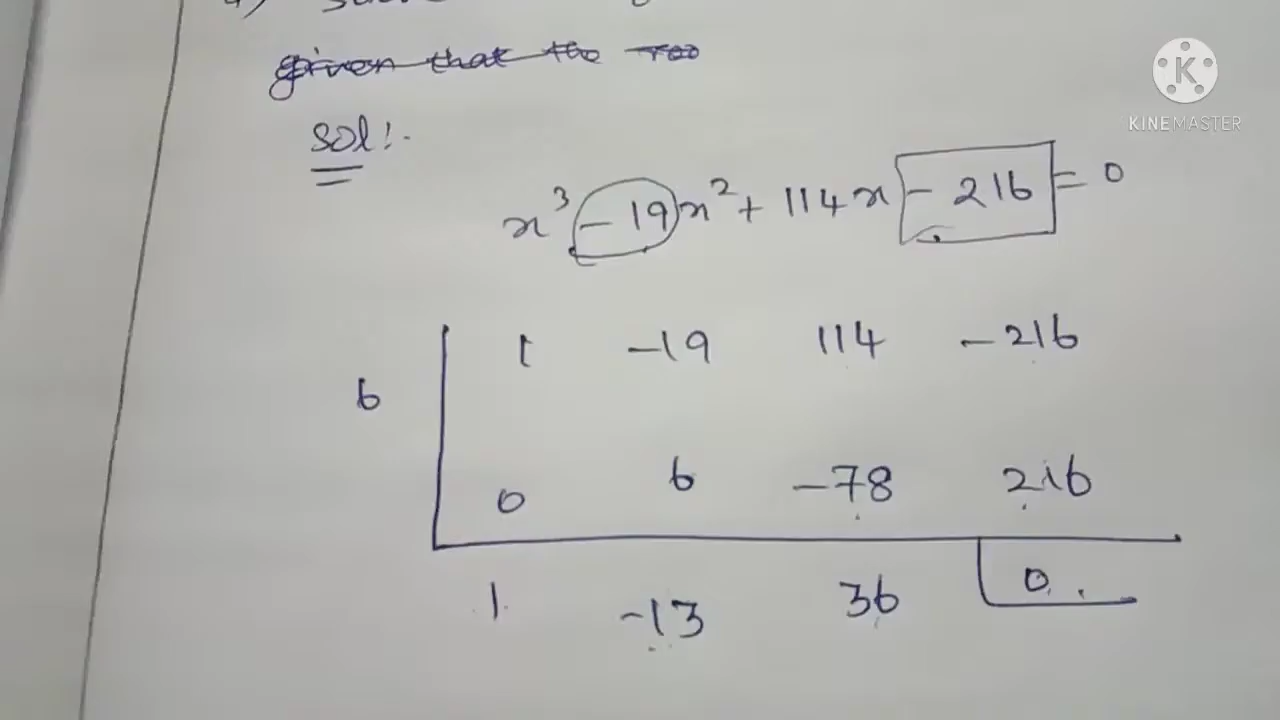 given that the roo
Sol:-
x³ - 19x² + 114x - 216 = 0
1 -19 114 -216
6
0 6 -78 216
1 -13 36 0
K
KINEMASTER